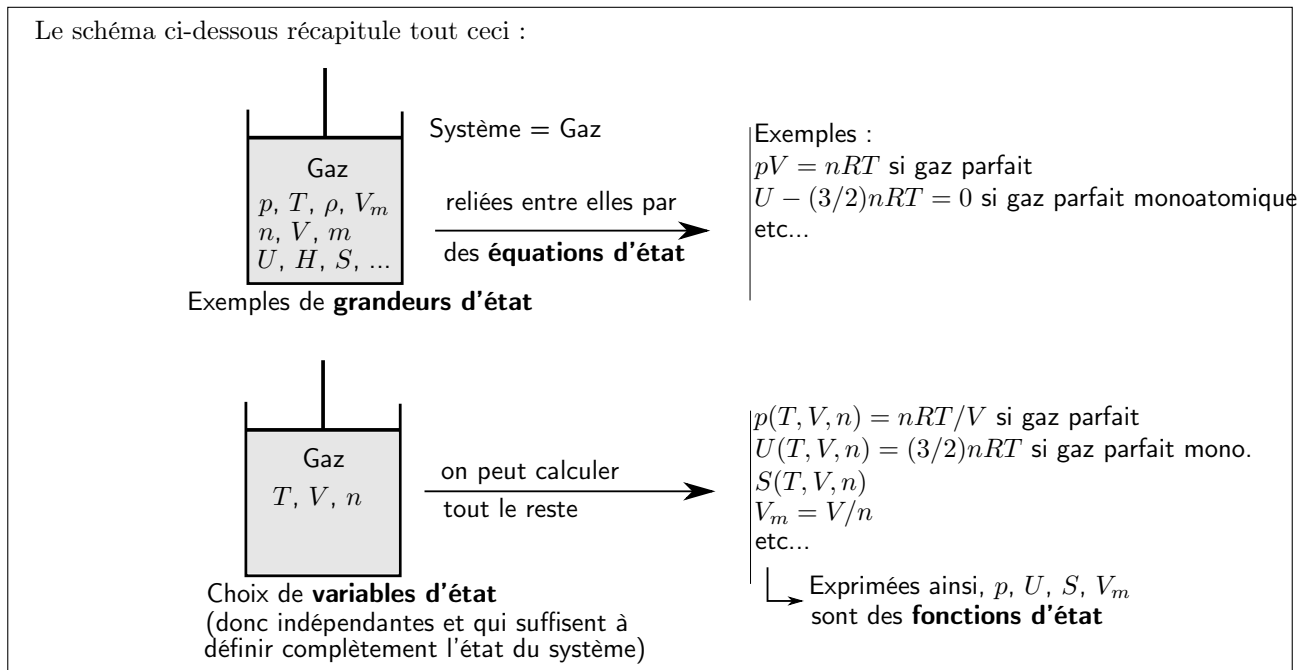 Le schéma ci-dessous récapitule tout ceci :
Système = Gaz
Gaz
p, T, ρ, V_m
n, V, m
U, H, S, ...
Exemples de grandeurs d'état
reliées entre elles par
des équations d'état
Exemples :
pV = nRT si gaz parfait
U − (3/2)nRT = 0 si gaz parfait monoatomique
etc...
Gaz
T, V, n
Choix de variables d'état
(donc indépendantes et qui suffisent à
définir complètement l'état du système)
on peut calculer
tout le reste
p(T, V, n) = nRT/V si gaz parfait
U(T, V, n) = (3/2)nRT si gaz parfait mono.
S(T, V, n)
V_m = V/n
etc...
Exprimées ainsi, p, U, S, V_m
sont des fonctions d'état